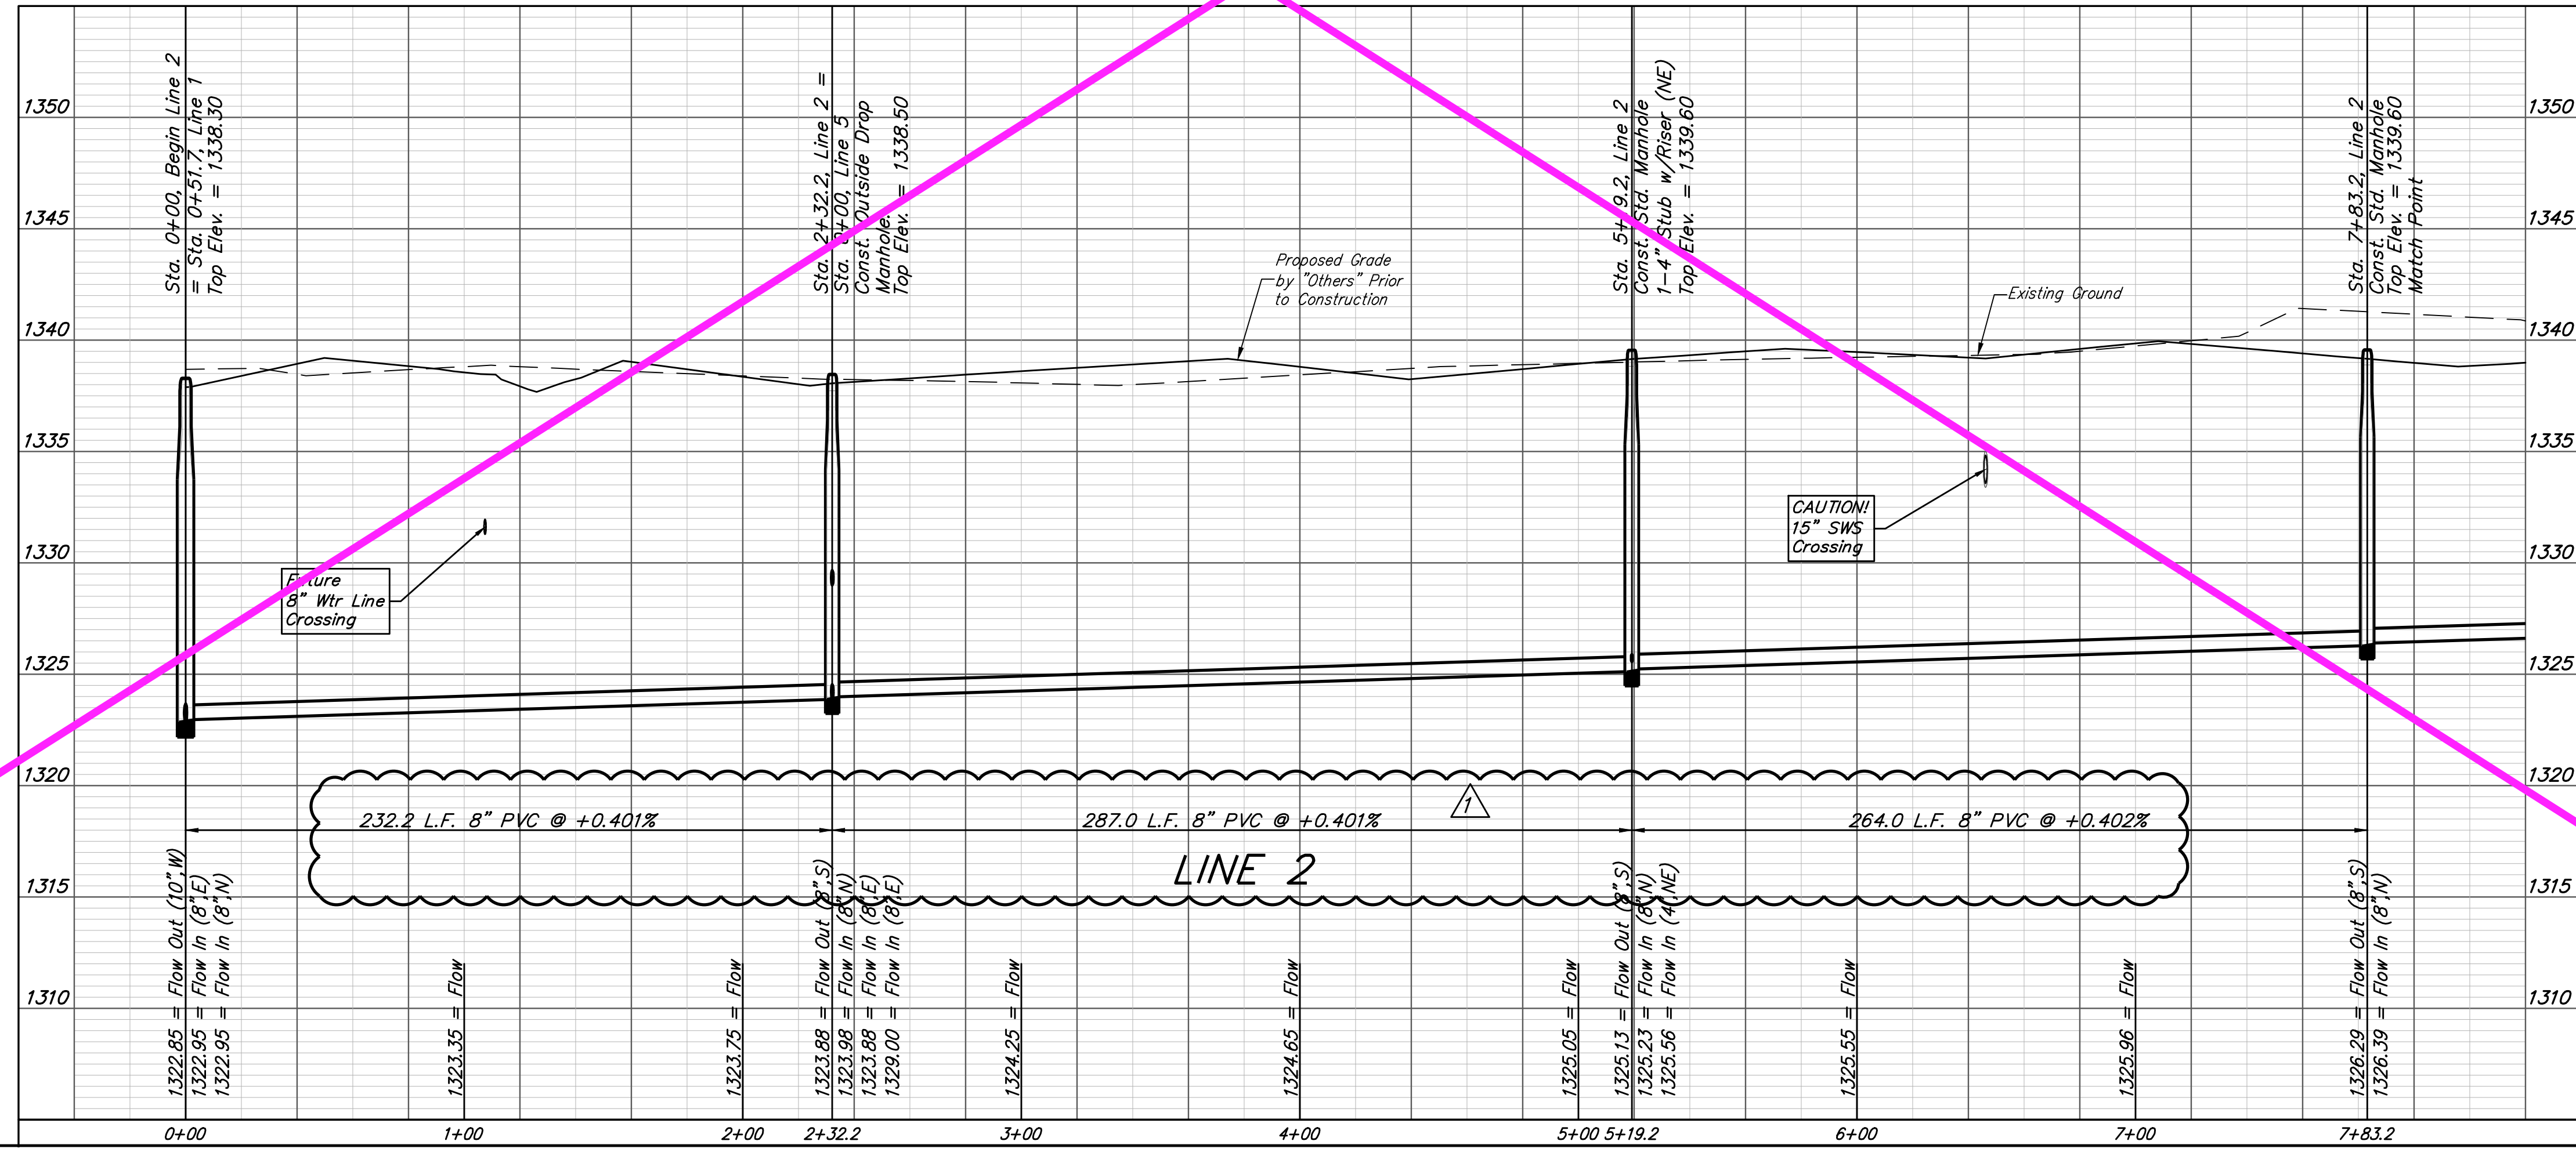 Sta. 0+00, Begin Line 2
= Sta. 0+51.7, Line 1
Top Elev. = 1338.30
Sta. 2+32.2, Line 2 =
Sta. 0+00, Line 5
Const. Outside Drop
Manhole.
Top Elev. = 1338.50
Sta. 5+19.2, Line 2
Const. Std. Manhole
1-4" Stub w/Riser (NE)
Top Elev. = 1339.60
Sta. 7+83.2, Line 2
Const. Std. Manhole
Top Elev. = 1339.60
Match Point
1350
1345
1340
1335
1330
1325
1320
1315
1310
1350
1345
1340
1335
1330
1325
1320
1315
1310
Proposed Grade
by "Others" Prior
to Construction
Existing Ground
Future
8" Wtr Line
Crossing
CAUTION!
15" SWS
Crossing
232.2 L.F. 8" PVC @ +0.401%
287.0 L.F. 8" PVC @ +0.401%
1
264.0 L.F. 8" PVC @ +0.402%
LINE 2
1322.85 = Flow Out (10",W)
1322.95 = Flow In (8",E)
1322.95 = Flow In (8",N)
1323.35 = Flow
1323.75 = Flow
1323.88 = Flow Out (8",S)
1323.98 = Flow In (8",N)
1323.88 = Flow In (8",E)
1329.00 = Flow In (8",E)
1324.25 = Flow
1324.65 = Flow
1325.05 = Flow
1325.13 = Flow Out (8",S)
1325.23 = Flow In (8",N)
1325.56 = Flow In (4",NE)
1325.55 = Flow
1325.96 = Flow
1326.29 = Flow Out (8",S)
1326.39 = Flow In (8",N)
0+00 1+00 2+00 2+32.2 3+00 4+00 5+00 5+19.2 6+00 7+00 7+83.2